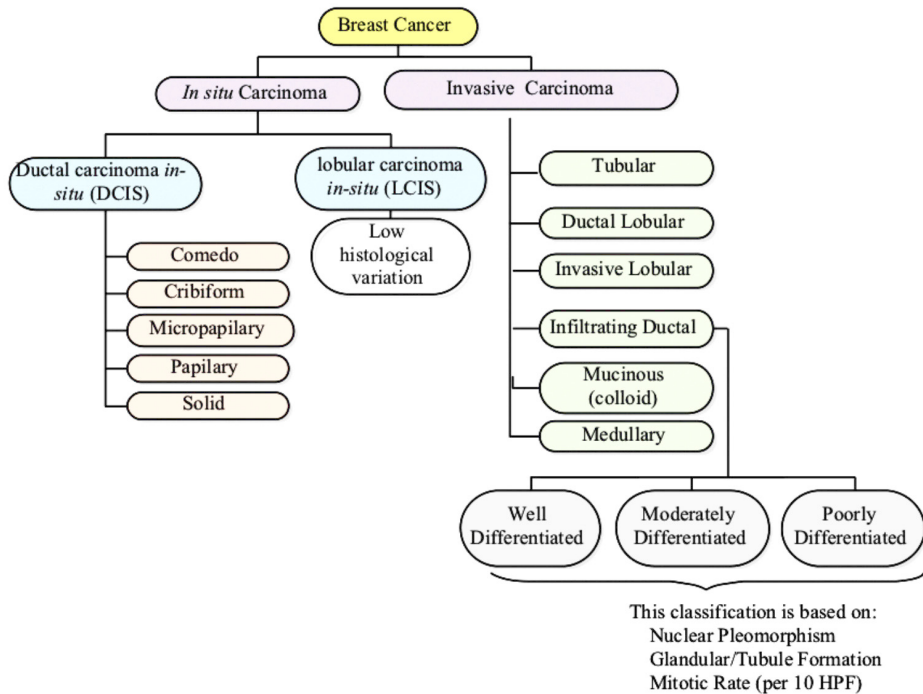 Breast Cancer
In situ Carcinoma
Invasive Carcinoma
Ductal carcinoma in-
situ (DCIS)
lobular carcinoma
in-situ (LCIS)
Low
histological
variation
Comedo
Cribiform
Micropapilary
Papilary
Solid
Tubular
Ductal Lobular
Invasive Lobular
Infiltrating Ductal
Mucinous
(colloid)
Medullary
Well
Differentiated
Moderately
Differentiated
Poorly
Differentiated
This classification is based on:
Nuclear Pleomorphism
Glandular/Tubule Formation
Mitotic Rate (per 10 HPF)